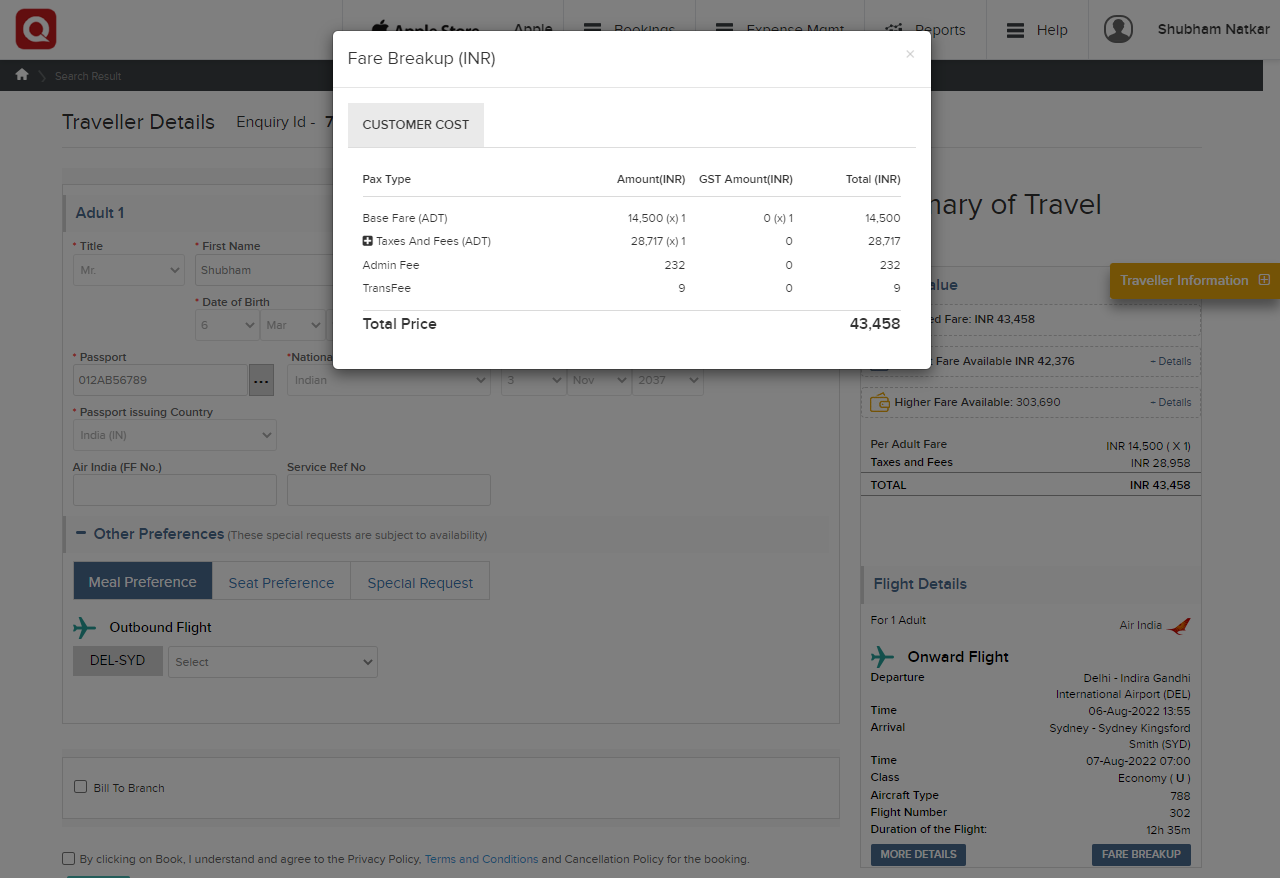 Apple Store
Apple
Bookings
Expense Mgmt
Reports
Help
Shubham Natkar
Search Result
Traveller Details
Enquiry Id - 7
Fare Breakup (INR)
×
CUSTOMER COST
Pax Type Amount(INR) GST Amount(INR) Total (INR)
Base Fare (ADT) 14,500 (x) 1 0 (x) 1 14,500
Taxes And Fees (ADT) 28,717 (x) 1 0 28,717
Admin Fee 232 0 232
TransFee 9 0 9
Total Price 43,458
Adult 1
* Title * First Name
Mr. Shubham
* Date of Birth
6 Mar
* Passport *Nationa
012AB56789 ... Indian 3 Nov 2037
* Passport issuing Country
India (IN)
Air India (FF No.) Service Ref No
Other Preferences (These special requests are subject to availability)
Meal Preference Seat Preference Special Request
Outbound Flight
DEL-SYD Select
Bill To Branch
By clicking on Book, I understand and agree to the Privacy Policy, Terms and Conditions and Cancellation Policy for the booking.
mary of Travel
Traveller Information
alue
ed Fare: INR 43,458
t Fare Available INR 42,376 - Details
Higher Fare Available: 303,690 - Details
Per Adult Fare INR 14,500 ( X 1)
Taxes and Fees INR 28,958
TOTAL INR 43,458
Flight Details
For 1 Adult Air India
Onward Flight
Departure Delhi - Indira Gandhi
International Airport (DEL)
Time 06-Aug-2022 13:55
Arrival Sydney - Sydney Kingsford
Smith (SYD)
Time 07-Aug-2022 07:00
Class Economy ( U )
Aircraft Type 788
Flight Number 302
Duration of the Flight: 12h 35m
MORE DETAILS FARE BREAKUP